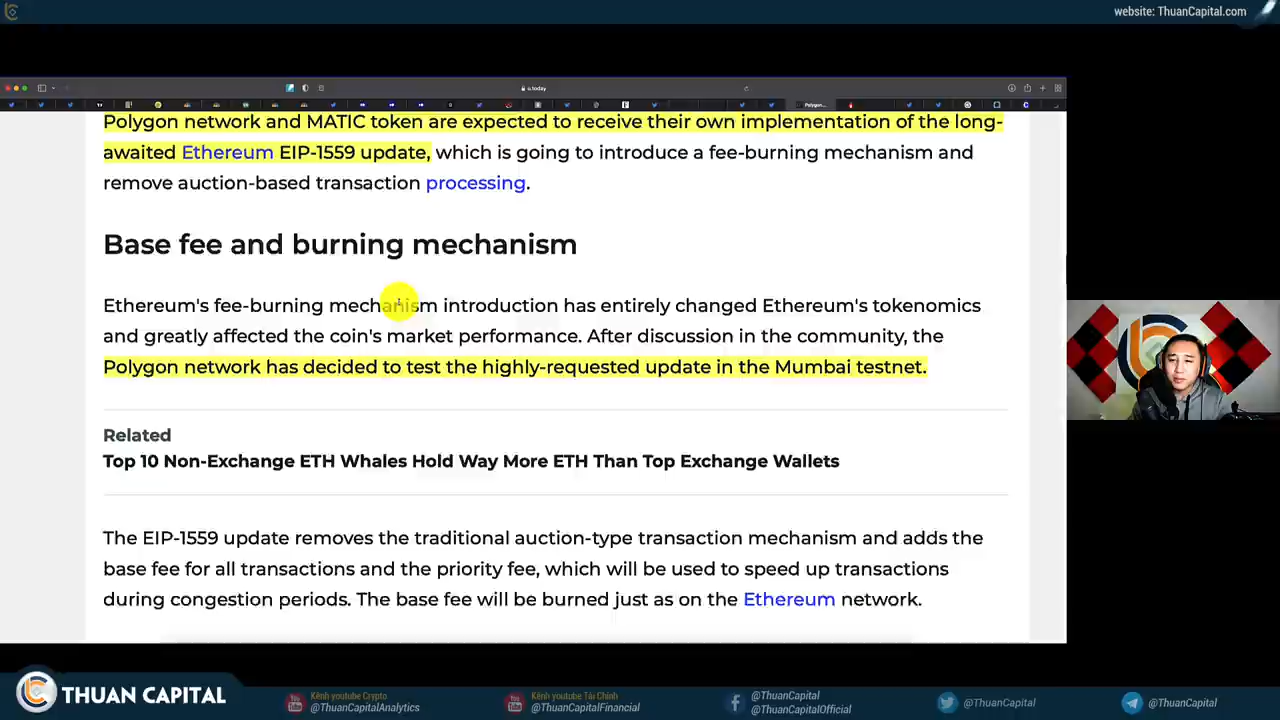 website: ThuanCapital.com
u.today
Polygon...
Polygon network and MATIC token are expected to receive their own implementation of the long-
awaited Ethereum EIP-1559 update, which is going to introduce a fee-burning mechanism and
remove auction-based transaction processing.
Base fee and burning mechanism
Ethereum's fee-burning mechanism introduction has entirely changed Ethereum's tokenomics
and greatly affected the coin's market performance. After discussion in the community, the
Polygon network has decided to test the highly-requested update in the Mumbai testnet.
Related
Top 10 Non-Exchange ETH Whales Hold Way More ETH Than Top Exchange Wallets
The EIP-1559 update removes the traditional auction-type transaction mechanism and adds the
base fee for all transactions and the priority fee, which will be used to speed up transactions
during congestion periods. The base fee will be burned just as on the Ethereum network.
THUAN CAPITAL
Kênh youtube Crypto
@ThuanCapitalAnalytics
Kênh youtube Tài Chính
@ThuanCapitalFinancial
@ThuanCapital
@ThuanCapitalOfficial
@ThuanCapital
@ThuanCapital